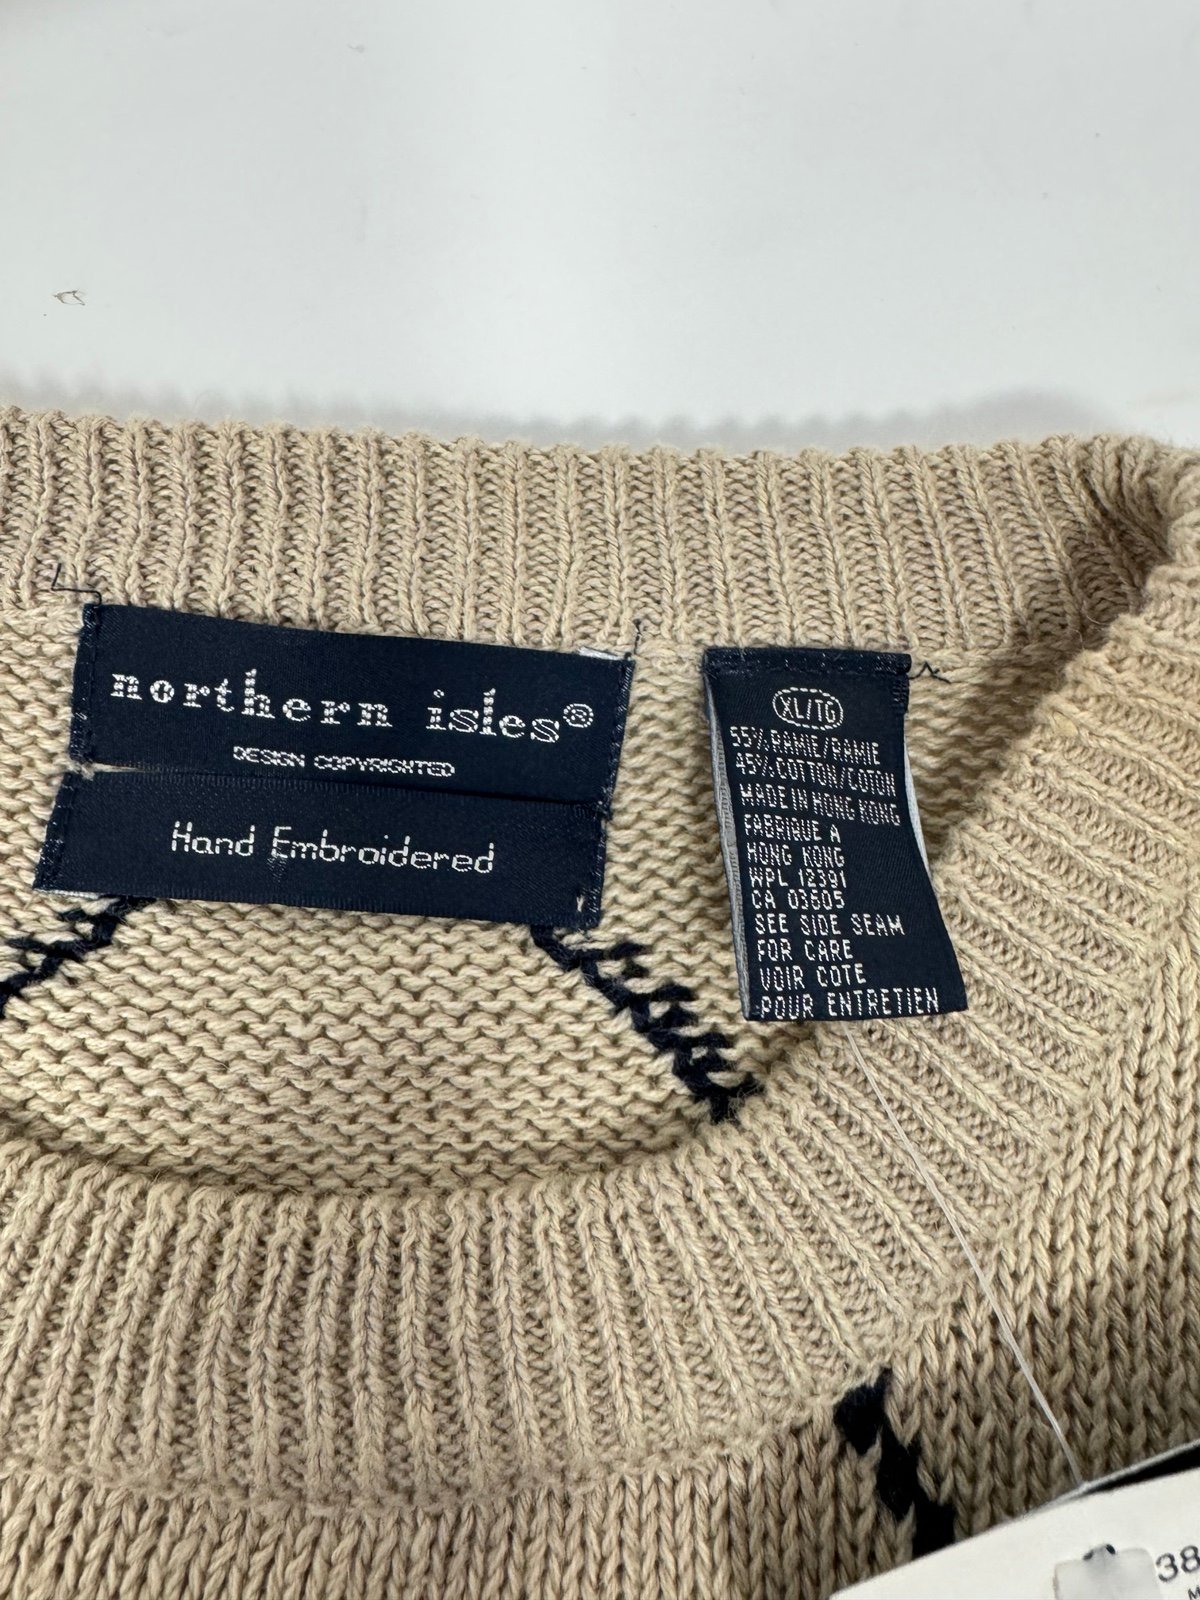 northern isles®
DESIGN COPYRIGHTED
Hand Embroidered
XL/TG
55% RAMIE/RAMIE
45% COTTON/COTON
MADE IN HONG KONG
FABRIQUE A
HONG KONG
WPL 12391
CA 03605
SEE SIDE SEAM
FOR CARE
VOIR COTE
POUR ENTRETIEN
38
M